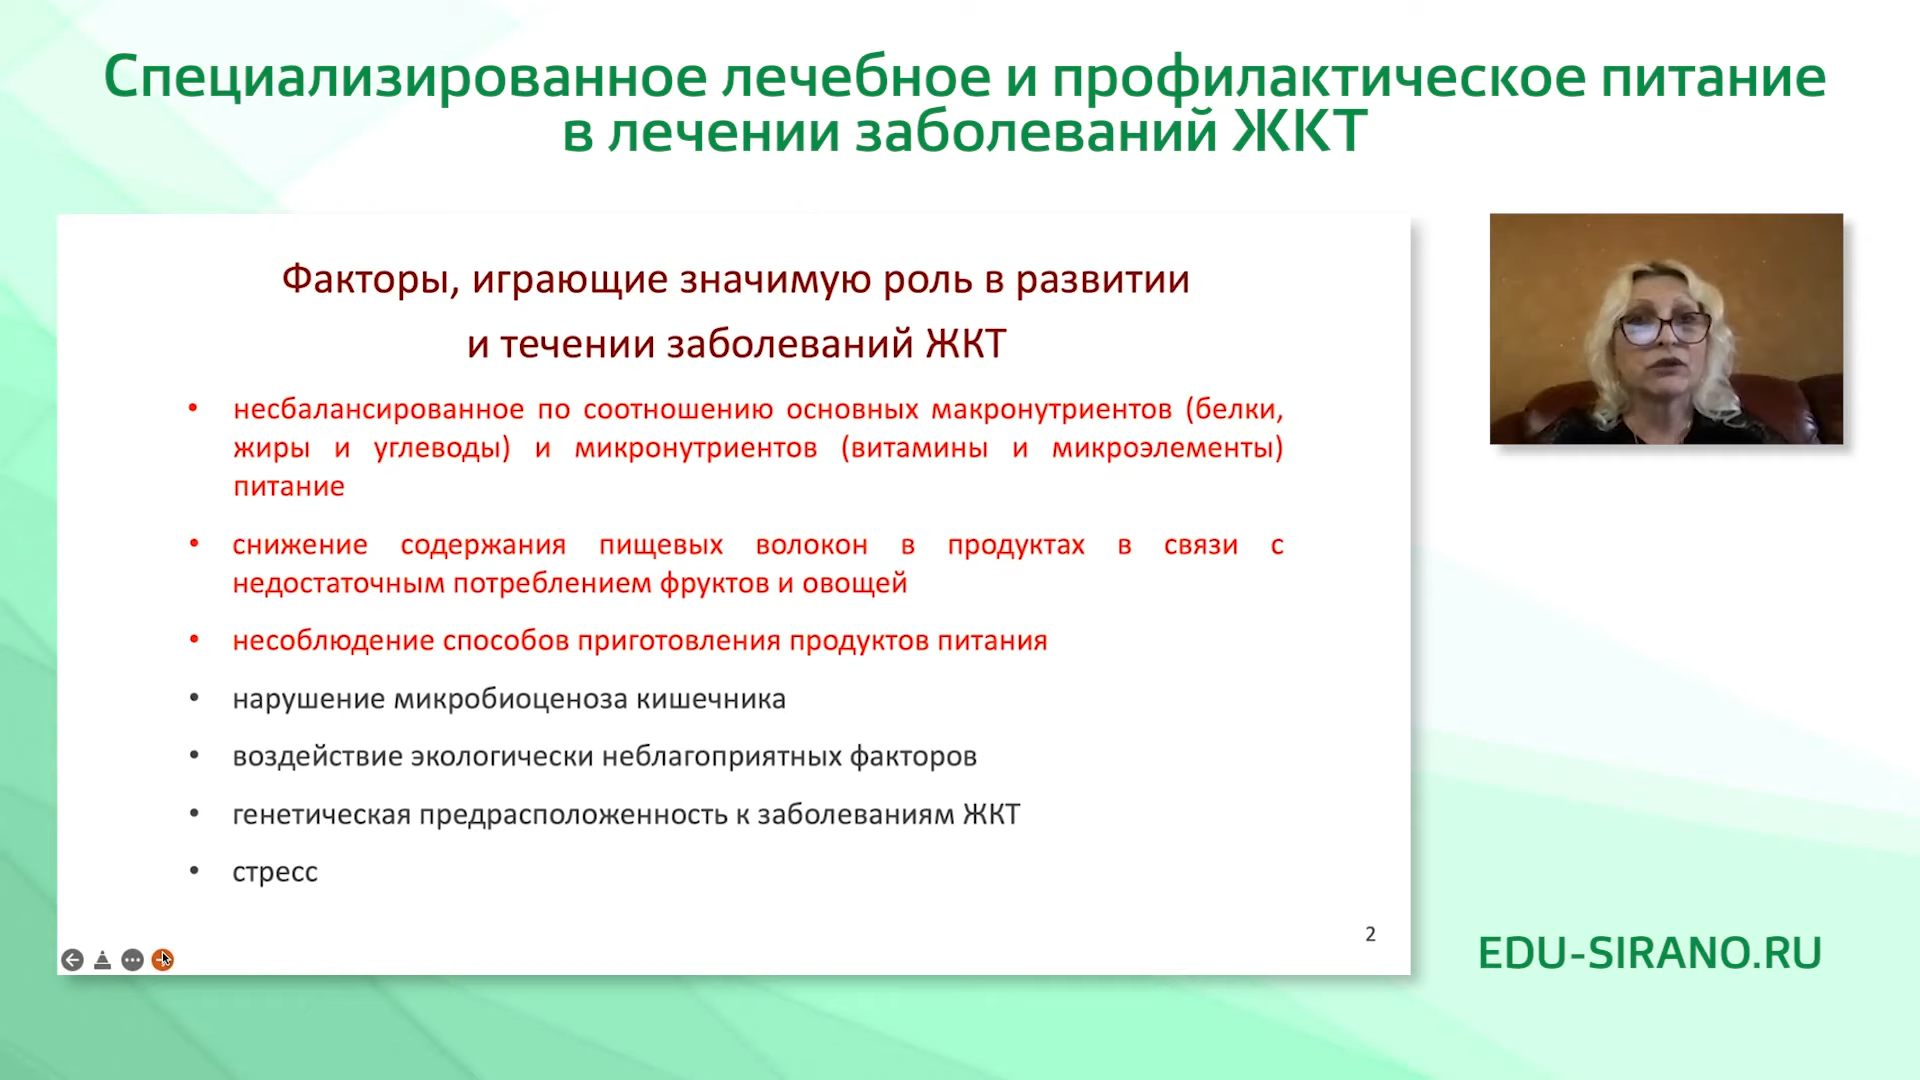 Специализированное лечебное и профилактическое питание
в лечении заболеваний ЖКТ
Факторы, играющие значимую роль в развитии
и течении заболеваний ЖКТ
• несбалансированное по соотношению основных макронутриентов (белки,
жиры и углеводы) и микронутриентов (витамины и микроэлементы)
питание
• снижение содержания пищевых волокон в продуктах в связи с
недостаточным потреблением фруктов и овощей
• несоблюдение способов приготовления продуктов питания
• нарушение микробиоценоза кишечника
• воздействие экологически неблагоприятных факторов
• генетическая предрасположенность к заболеваниям ЖКТ
• стресс
2
EDU-SIRANO.RU